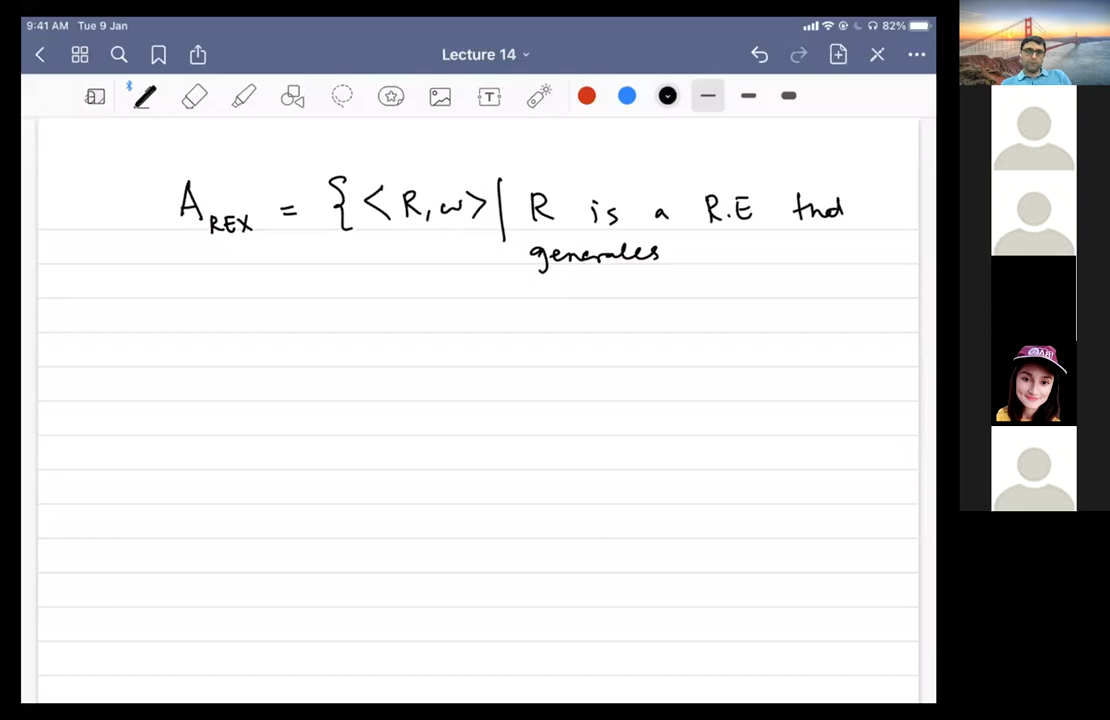 9:41 AM Tue 9 Jan
82%
Lecture 14
A_REX = {<R, w> | R is a R.E that
generates